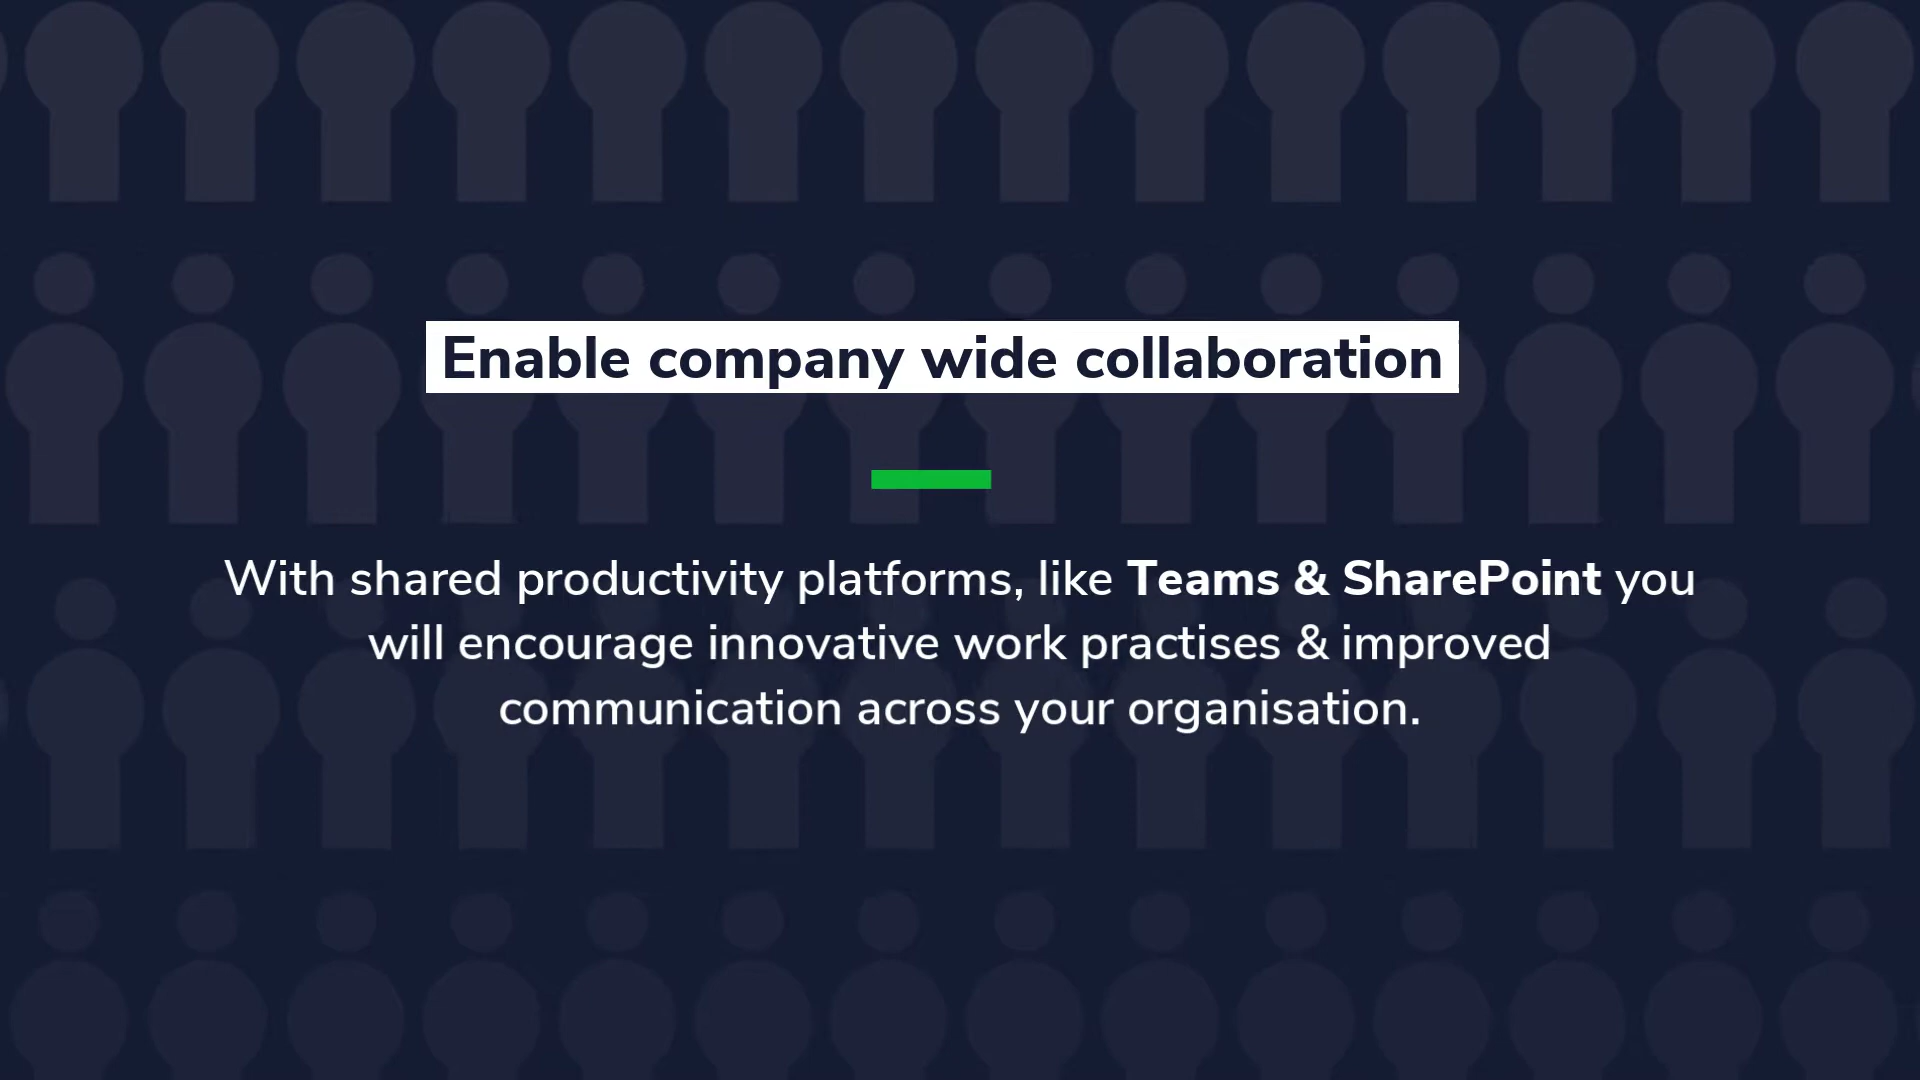 Enable company wide collaboration
With shared productivity platforms, like Teams & SharePoint you
will encourage innovative work practises & improved
communication across your organisation.